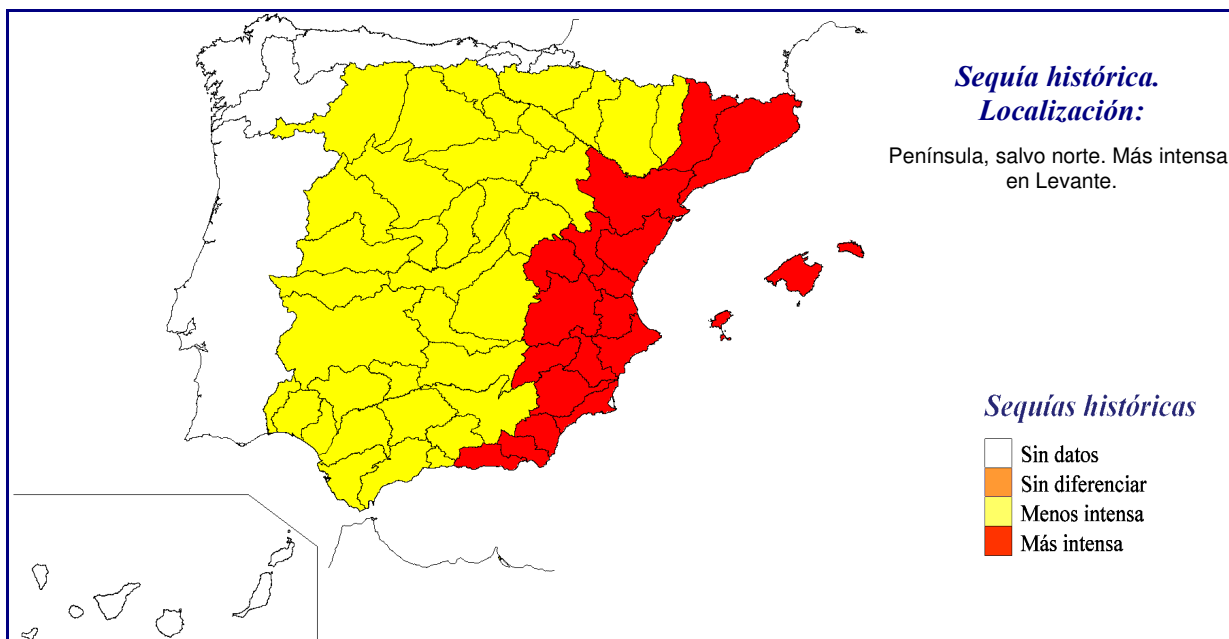 Sequía histórica.
Localización:
Península, salvo norte. Más intensa
en Levante.
Sequías históricas
Sin datos
Sin diferenciar
Menos intensa
Más intensa